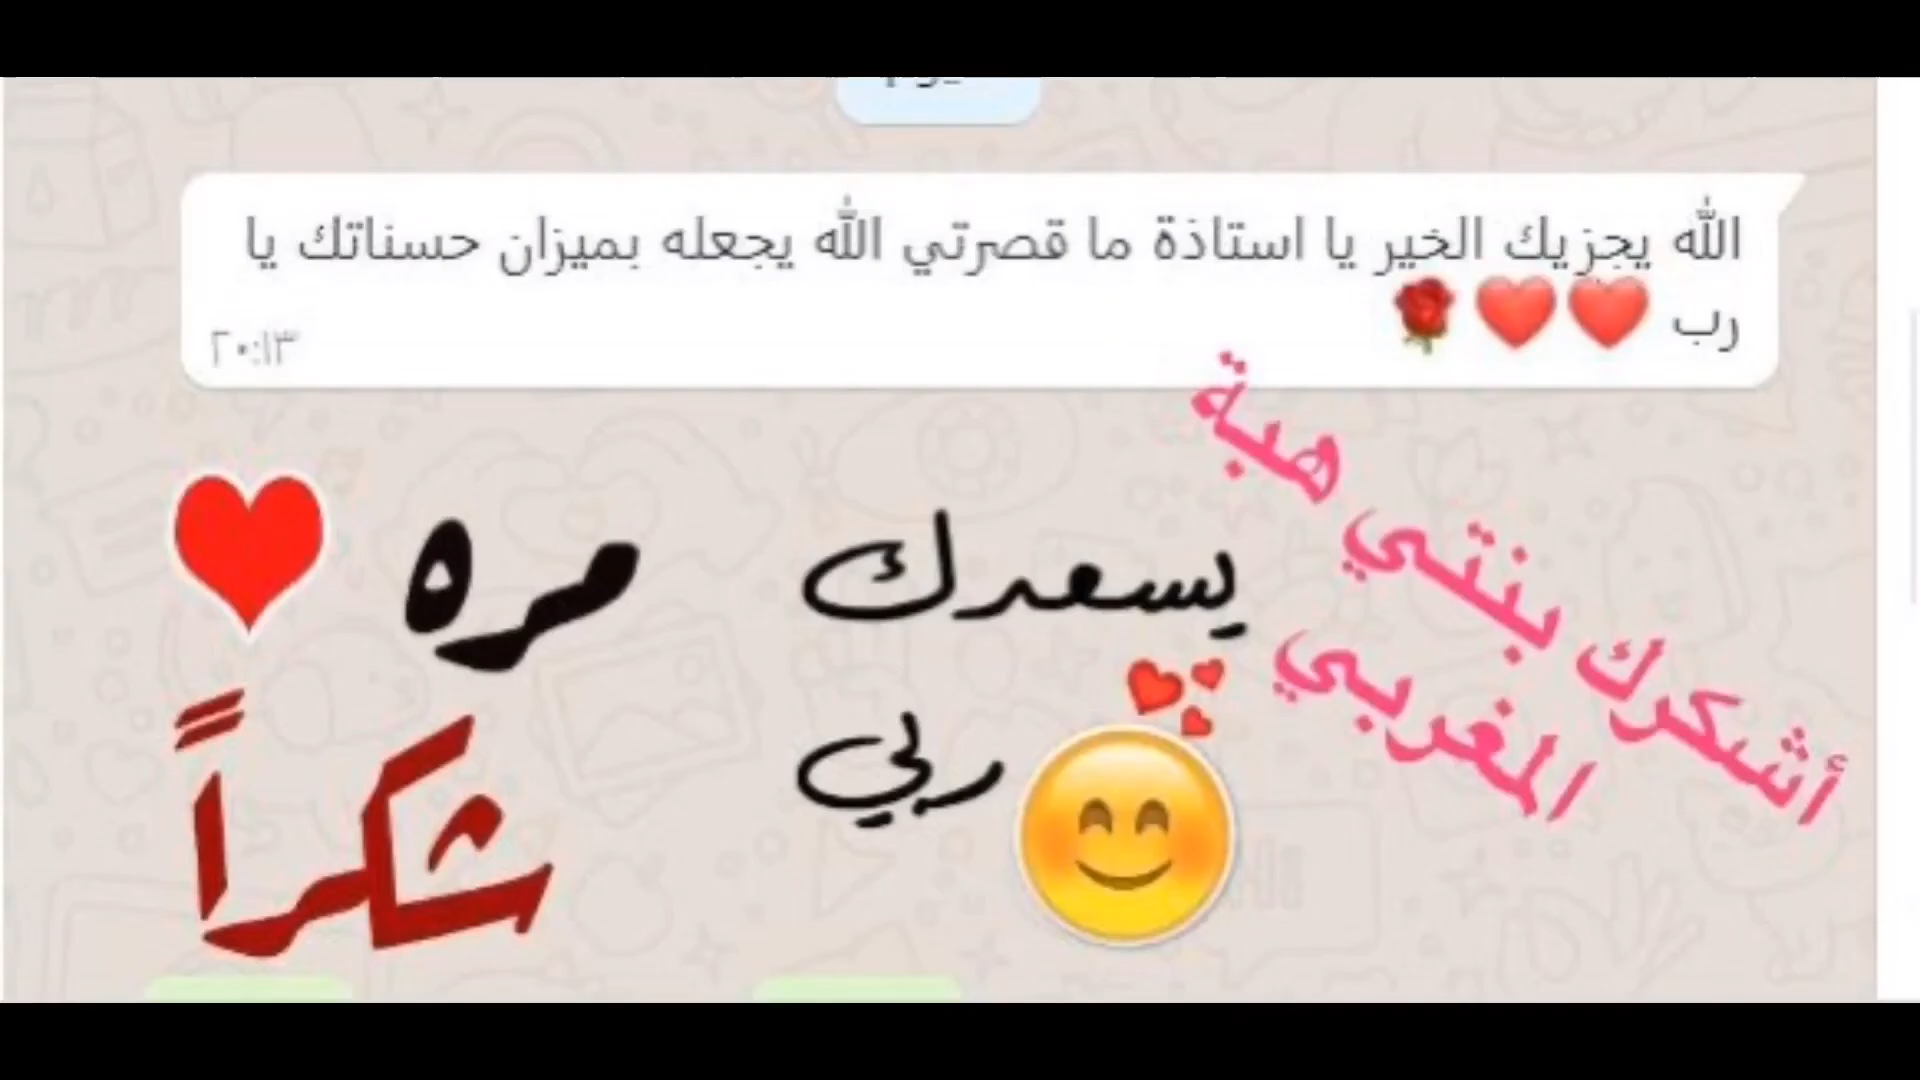 الله يجزيك الخير يا استاذة ما قصرتي الله يجعله بميزان حسناتك يا
رب ❤️❤️🌹
٢٠:١٣
أشكرك بنتي هبة
المغربي
يسعدك
ربي
مره
شكراً